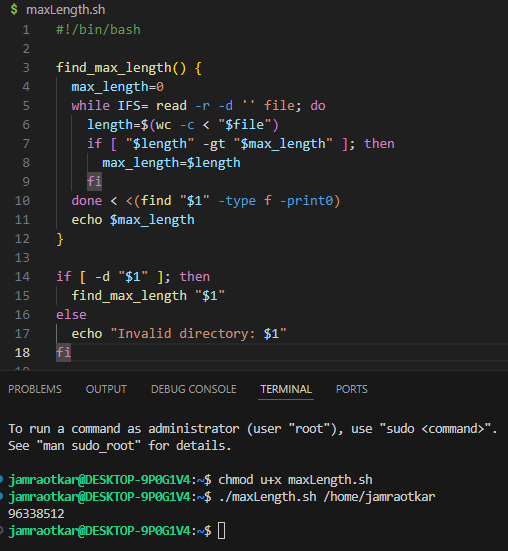 $ maxLength.sh
1 #!/bin/bash
2
3 find_max_length() {
4 max_length=0
5 while IFS= read -r -d '' file; do
6 length=$(wc -c < "$file")
7 if [ "$length" -gt "$max_length" ]; then
8 max_length=$length
9 fi
10 done < <(find "$1" -type f -print0)
11 echo $max_length
12 }
13
14 if [ -d "$1" ]; then
15 find_max_length "$1"
16 else
17 echo "Invalid directory: $1"
18 fi
PROBLEMS OUTPUT DEBUG CONSOLE TERMINAL PORTS
To run a command as administrator (user "root"), use "sudo <command>".
See "man sudo_root" for details.
jamraotkar@DESKTOP-9P0G1V4:~$ chmod u+x maxLength.sh
jamraotkar@DESKTOP-9P0G1V4:~$ ./maxLength.sh /home/jamraotkar
96338512
jamraotkar@DESKTOP-9P0G1V4:~$